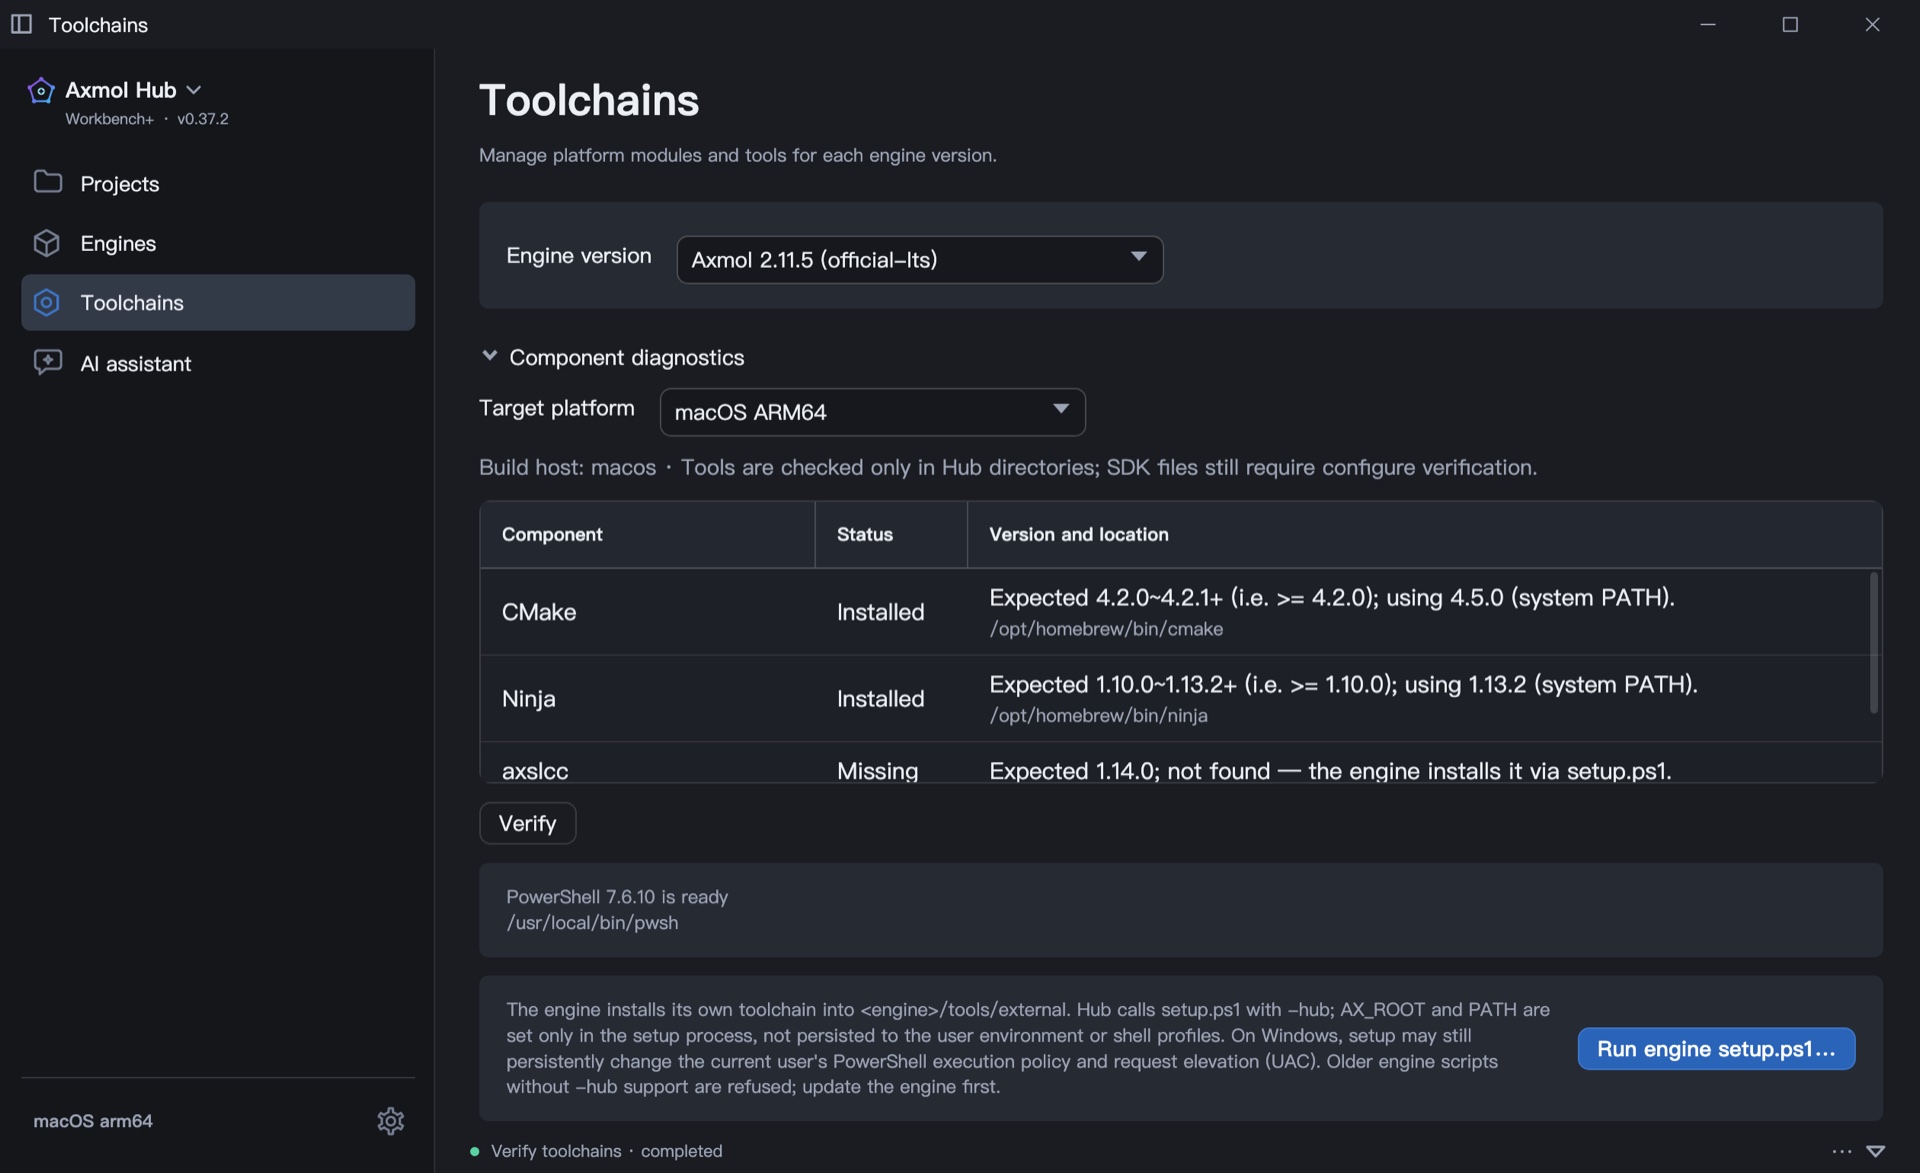 Toolchains
Axmol Hub
Workbench+ · v0.37.2
Projects
Engines
Toolchains
AI assistant
macOS arm64
Toolchains
Manage platform modules and tools for each engine version.
Engine version
Axmol 2.11.5 (official-lts)
Component diagnostics
Target platform
macOS ARM64
Build host: macos · Tools are checked only in Hub directories; SDK files still require configure verification.
Component
Status
Version and location
CMake
Installed
Expected 4.2.0~4.2.1+ (i.e. >= 4.2.0); using 4.5.0 (system PATH).
/opt/homebrew/bin/cmake
Ninja
Installed
Expected 1.10.0~1.13.2+ (i.e. >= 1.10.0); using 1.13.2 (system PATH).
/opt/homebrew/bin/ninja
axslcc
Missing
Expected 1.14.0; not found — the engine installs it via setup.ps1.
Verify
PowerShell 7.6.10 is ready
/usr/local/bin/pwsh
The engine installs its own toolchain into <engine>/tools/external. Hub calls setup.ps1 with -hub; AX_ROOT and PATH are
set only in the setup process, not persisted to the user environment or shell profiles. On Windows, setup may still
persistently change the current user's PowerShell execution policy and request elevation (UAC). Older engine scripts
without -hub support are refused; update the engine first.
Run engine setup.ps1...
Verify toolchains · completed